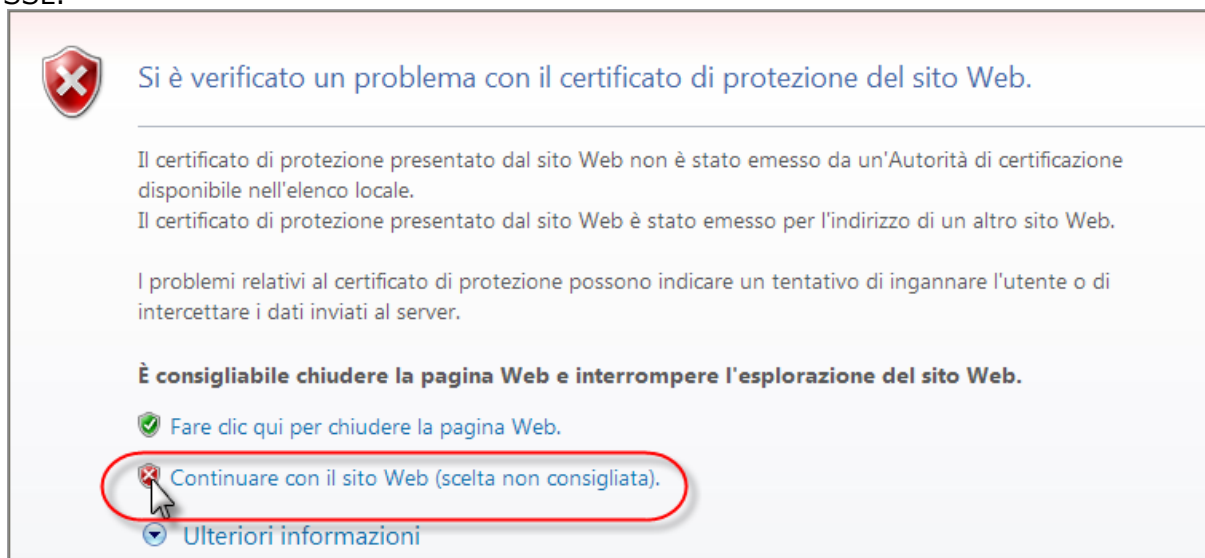 SSL.
Si è verificato un problema con il certificato di protezione del sito Web.
Il certificato di protezione presentato dal sito Web non è stato emesso da un'Autorità di certificazione
disponibile nell'elenco locale.
Il certificato di protezione presentato dal sito Web è stato emesso per l'indirizzo di un altro sito Web.
I problemi relativi al certificato di protezione possono indicare un tentativo di ingannare l'utente o di
intercettare i dati inviati al server.
È consigliabile chiudere la pagina Web e interrompere l'esplorazione del sito Web.
Fare clic qui per chiudere la pagina Web.
Continuare con il sito Web (scelta non consigliata).
Ulteriori informazioni